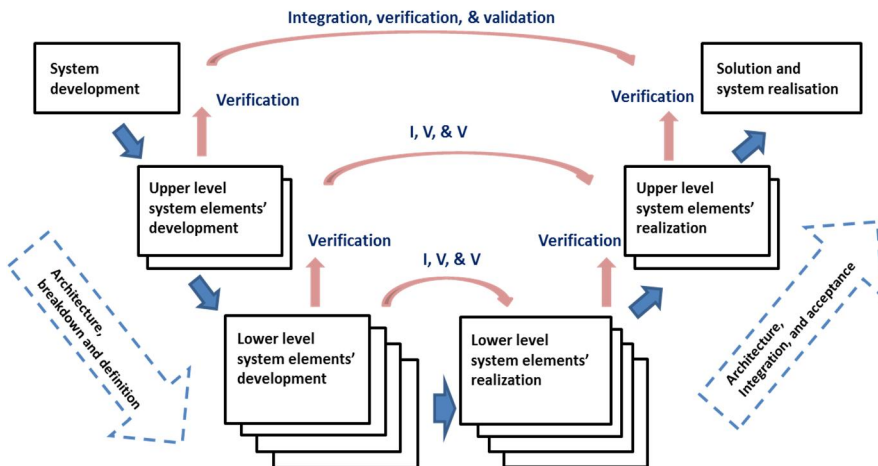 Integration, verification, & validation
System
development
Solution and
system realisation
Verification
Verification
I, V, & V
Upper level
system elements’
development
Upper level
system elements’
realization
Verification
Verification
I, V, & V
Architecture,
breakdown and definition
Lower level
system elements’
development
Lower level
system elements’
realization
Architecture,
Integration, and acceptance